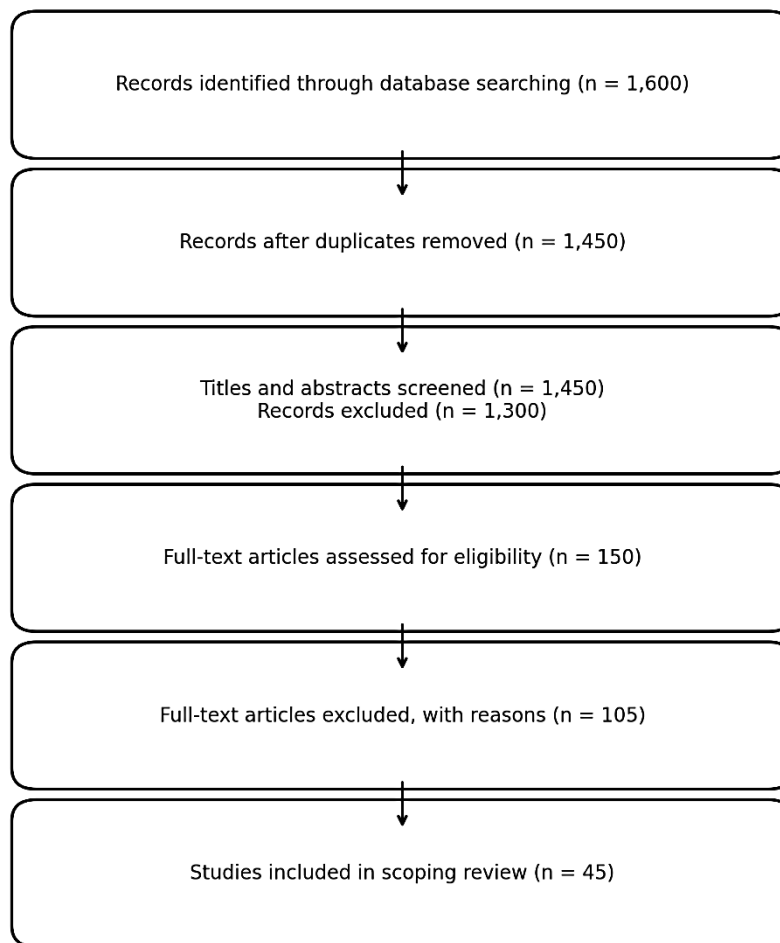 Records identified through database searching (n = 1,600)
Records after duplicates removed (n = 1,450)
Titles and abstracts screened (n = 1,450)
Records excluded (n = 1,300)
Full-text articles assessed for eligibility (n = 150)
Full-text articles excluded, with reasons (n = 105)
Studies included in scoping review (n = 45)